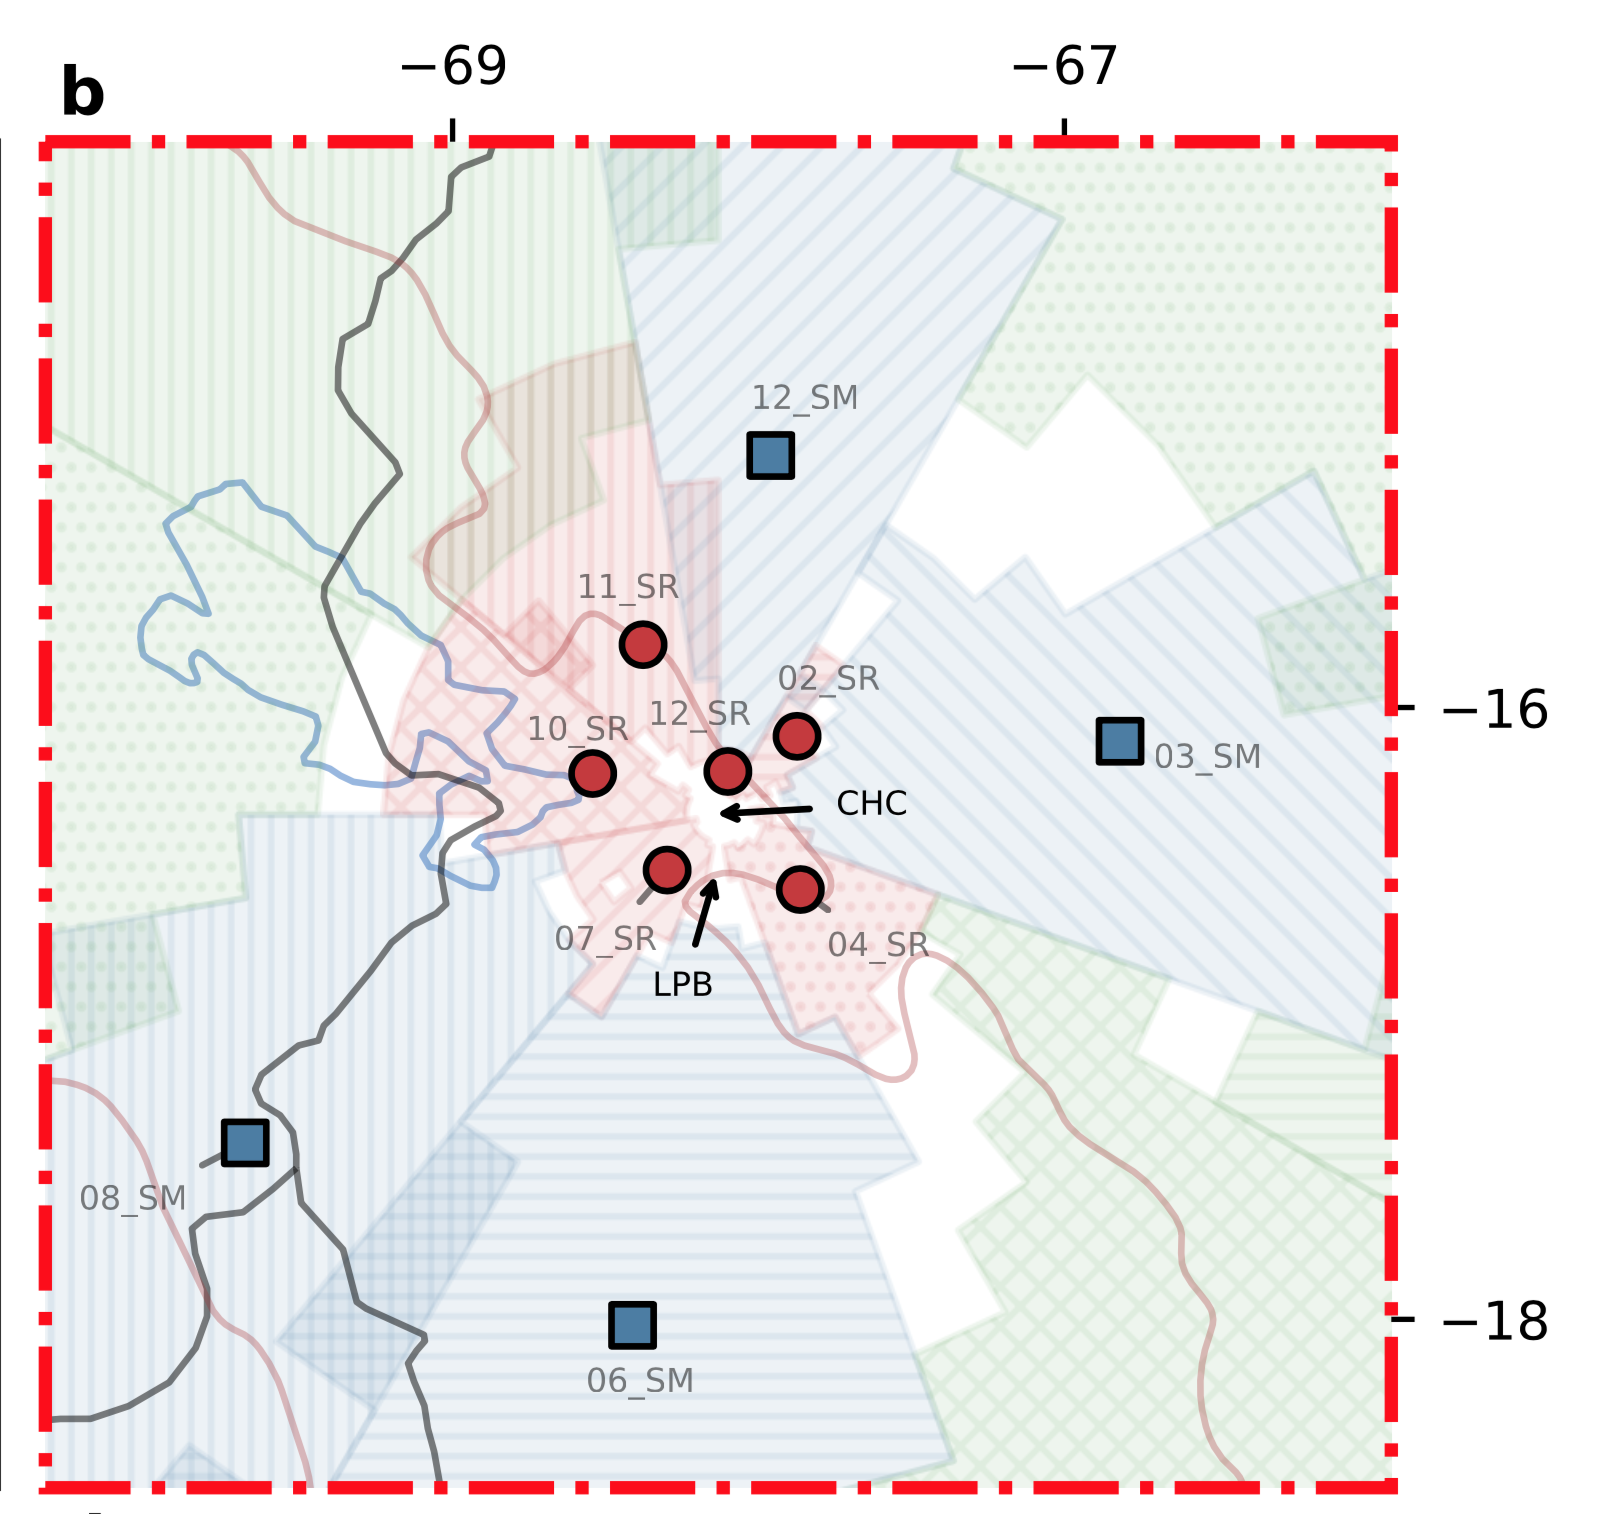 −69 −67
b
12_SM
11_SR
02_SR
12_SR
10_SR
−16
03_SM
CHC
07_SR
04_SR
LPB
08_SM
−18
06_SM